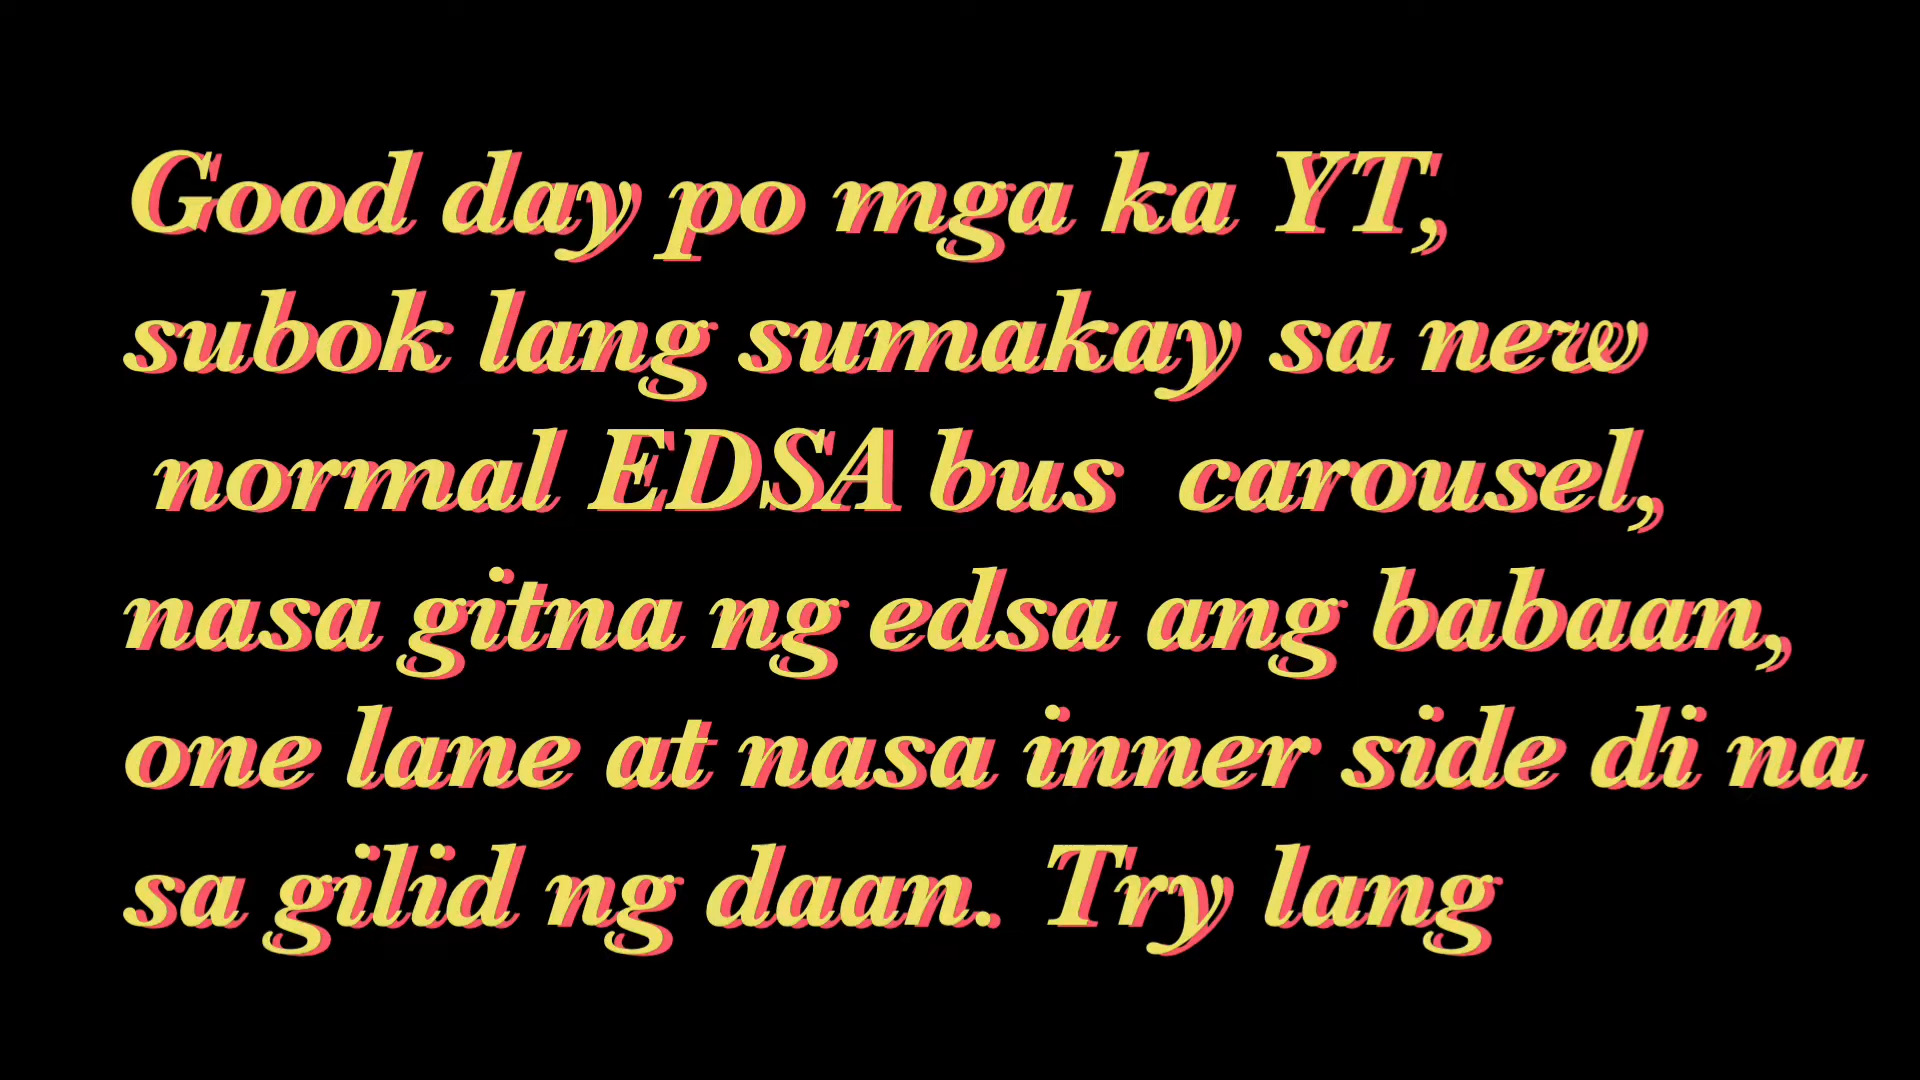 Good day po mga ka YT,
subok lang sumakay sa new
normal EDSA bus  carousel,
nasa gitna ng edsa ang babaan,
one lane at nasa inner side di na
sa gilid ng daan. Try lang